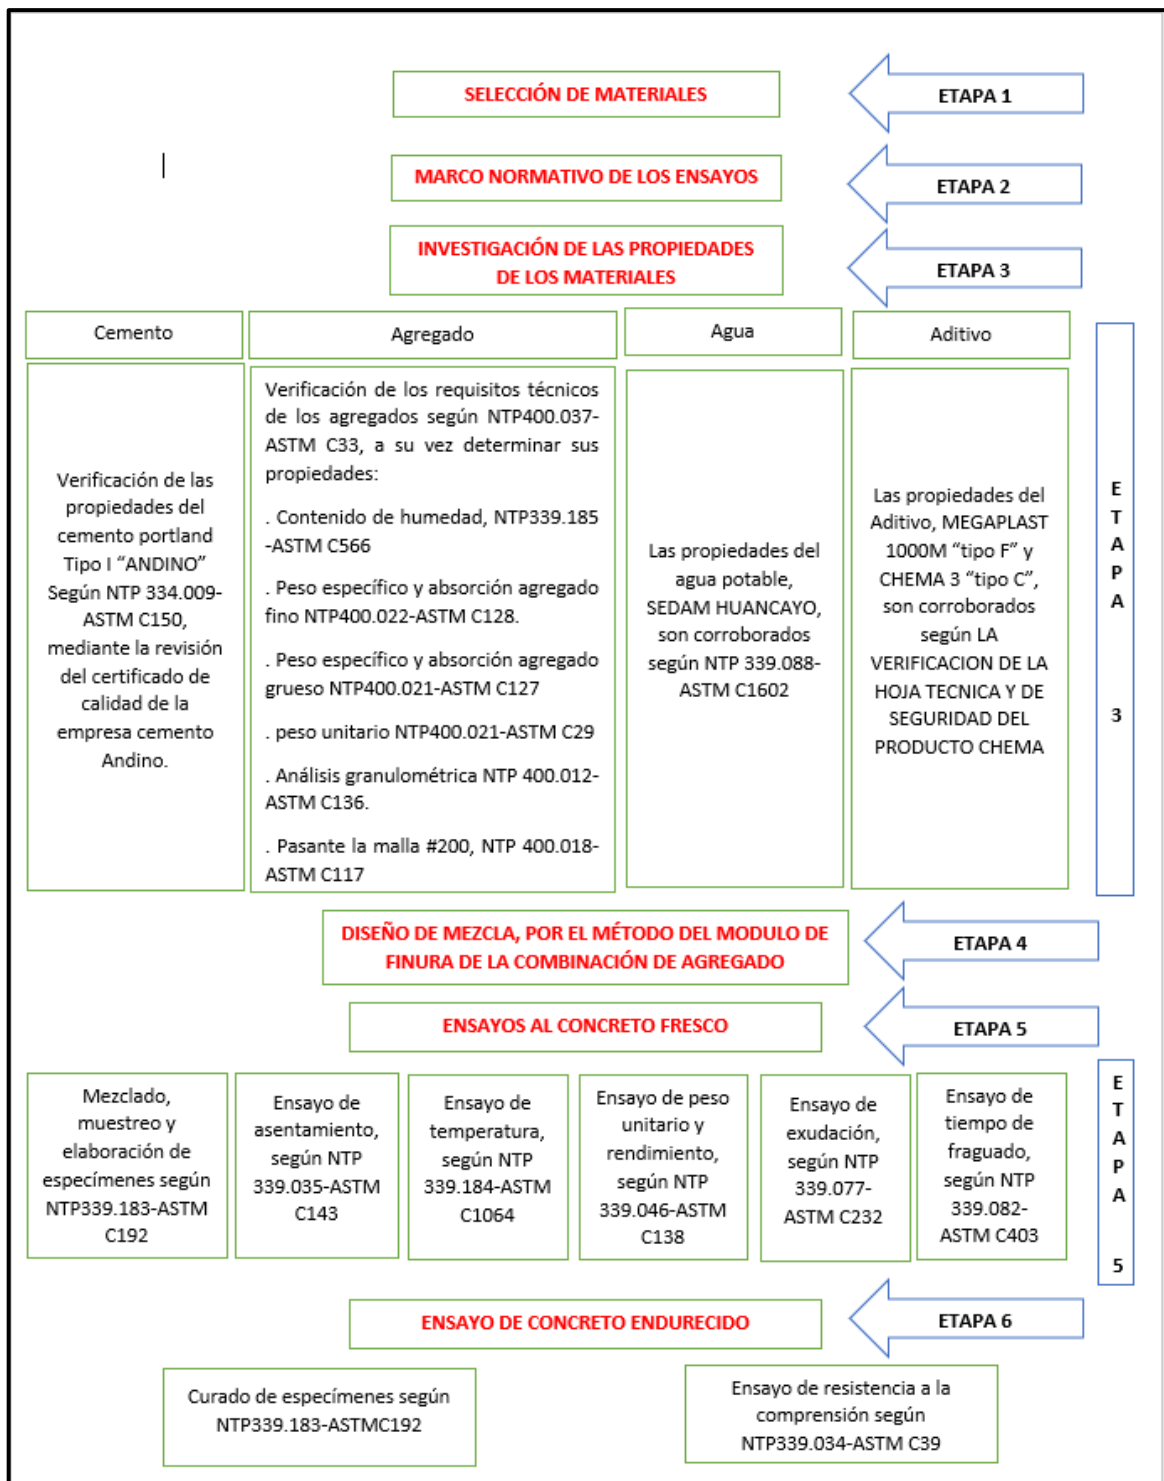 SELECCIÓN DE MATERIALES
ETAPA 1
MARCO NORMATIVO DE LOS ENSAYOS
ETAPA 2
INVESTIGACIÓN DE LAS PROPIEDADES
DE LOS MATERIALES
ETAPA 3
Cemento
Verificación de las
propiedades del
cemento portland
Tipo I “ANDINO”
Según NTP 334.009-
ASTM C150,
mediante la revisión
del certificado de
calidad de la
empresa cemento
Andino.
Agregado
Verificación de los requisitos técnicos
de los agregados según NTP400.037-
ASTM C33, a su vez determinar sus
propiedades:
. Contenido de humedad, NTP339.185
-ASTM C566
. Peso específico y absorción agregado
fino NTP400.022-ASTM C128.
. Peso específico y absorción agregado
grueso NTP400.021-ASTM C127
. peso unitario NTP400.021-ASTM C29
. Análisis granulométrica NTP 400.012-
ASTM C136.
. Pasante la malla #200, NTP 400.018-
ASTM C117
Agua
Las propiedades del
agua potable,
SEDAM HUANCAYO,
son corroborados
según NTP 339.088-
ASTM C1602
Aditivo
Las propiedades del
Aditivo, MEGAPLAST
1000M “tipo F” y
CHEMA 3 “tipo C”,
son corroborados
según LA
VERIFICACION DE LA
HOJA TECNICA Y DE
SEGURIDAD DEL
PRODUCTO CHEMA
E
T
A
P
A
3
DISEÑO DE MEZCLA, POR EL MÉTODO DEL MODULO DE
FINURA DE LA COMBINACIÓN DE AGREGADO
ETAPA 4
ENSAYOS AL CONCRETO FRESCO
ETAPA 5
Mezclado,
muestreo y
elaboración de
especímenes según
NTP339.183-ASTM
C192
Ensayo de
asentamiento,
según NTP
339.035-ASTM
C143
Ensayo de
temperatura,
según NTP
339.184-ASTM
C1064
Ensayo de peso
unitario y
rendimiento,
según NTP
339.046-ASTM
C138
Ensayo de
exudación,
según NTP
339.077-
ASTM C232
Ensayo de
tiempo de
fraguado,
según NTP
339.082-
ASTM C403
E
T
A
P
A
5
ENSAYO DE CONCRETO ENDURECIDO
ETAPA 6
Curado de especímenes según
NTP339.183-ASTMC192
Ensayo de resistencia a la
comprensión según
NTP339.034-ASTM C39